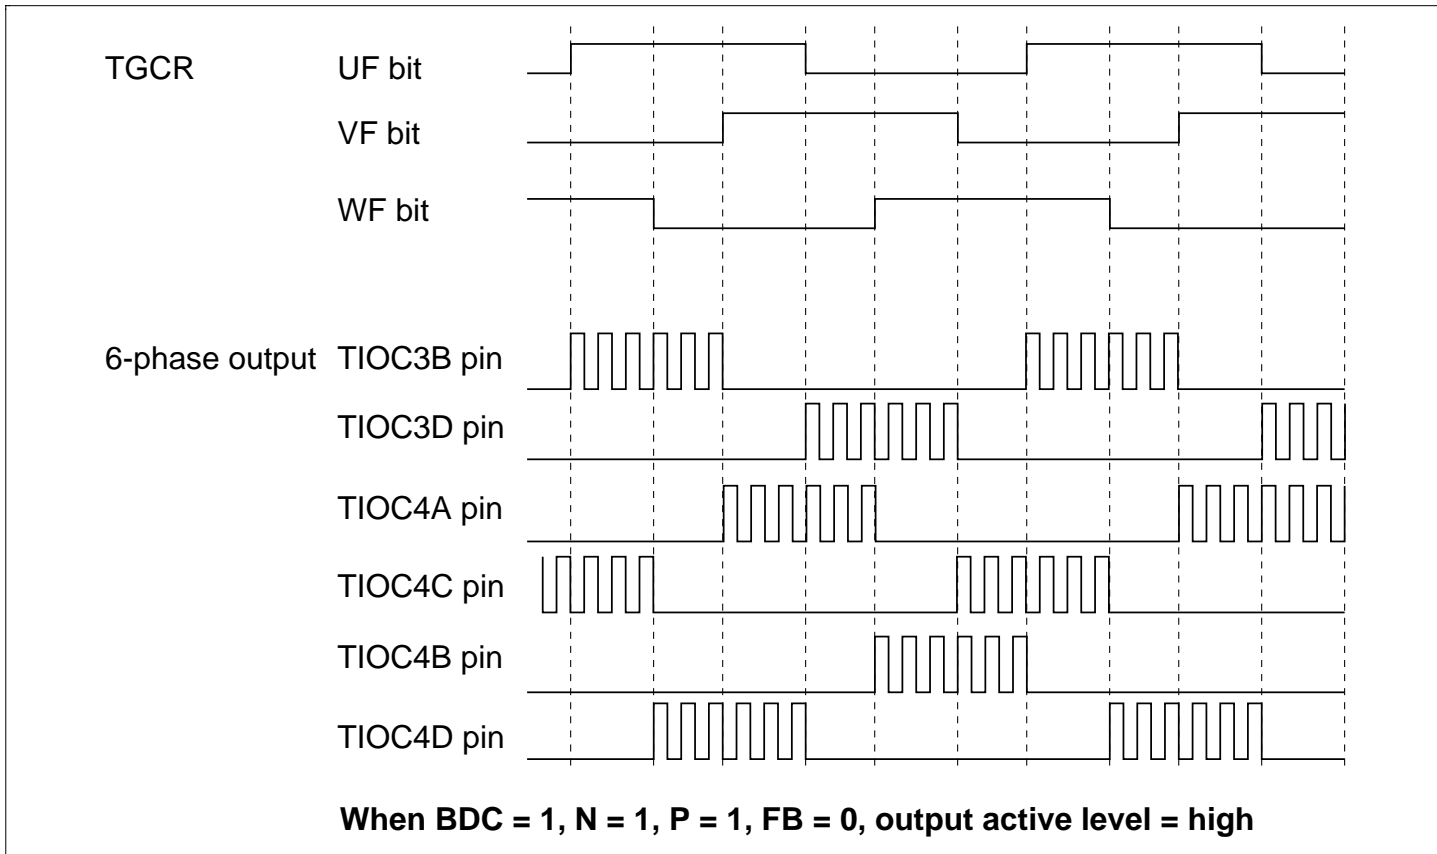 TGCR UF bit
VF bit
WF bit
6-phase output TIOC3B pin
TIOC3D pin
TIOC4A pin
TIOC4C pin
TIOC4B pin
TIOC4D pin
When BDC = 1, N = 1, P = 1, FB = 0, output active level = high